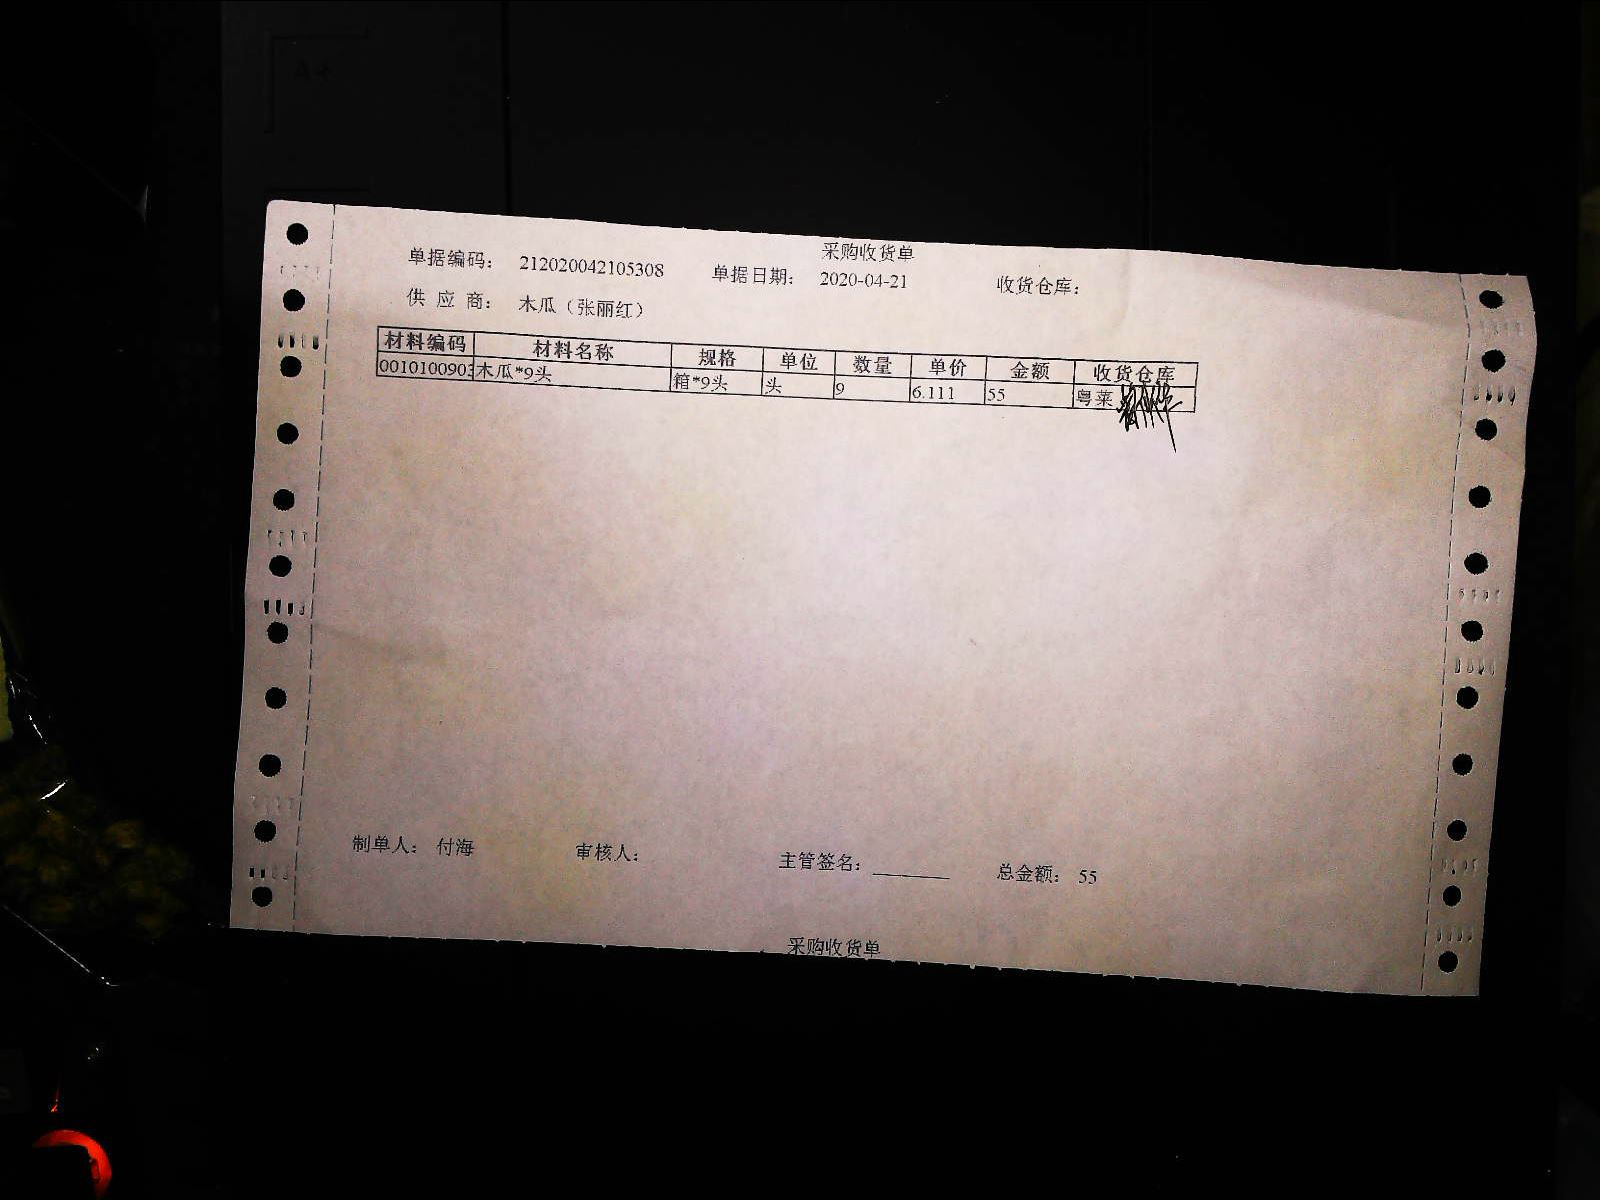 采购收货单
单据编码： 212020042105308 单据日期： 2020-04-21 收货仓库：
供 应 商： 木瓜（张丽红）
材料编码 材料名称 规格 单位 数量 单价 金额 收货仓库
0010100903 木瓜*9头 箱*9头 头 9 6.111 55 粤菜
制单人： 付海 审核人： 主管签名： 总金额： 55
采购收货单